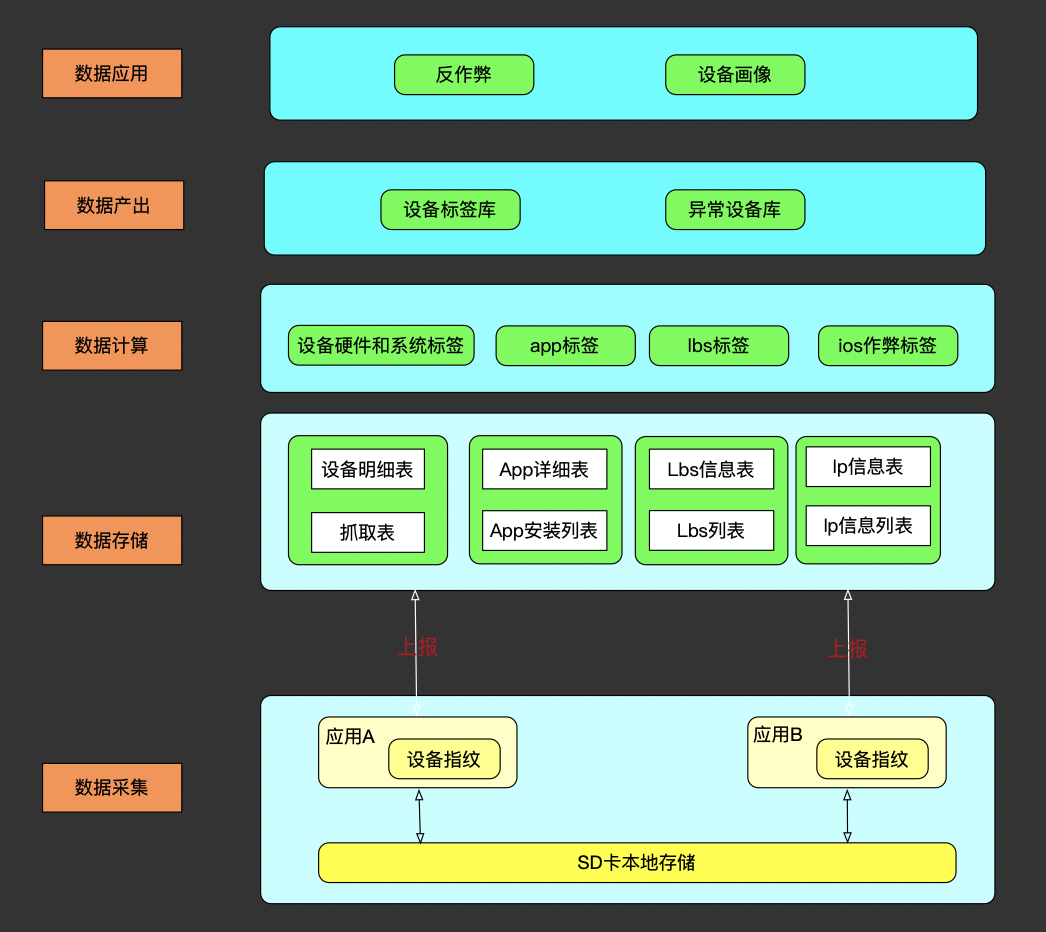 数据应用
反作弊
设备画像
数据产出
设备标签库
异常设备库
数据计算
设备硬件和系统标签
app标签
lbs标签
ios作弊标签
数据存储
设备明细表
抓取表
App详细表
App安装列表
Lbs信息表
Lbs列表
Ip信息表
Ip信息列表
上报
上报
数据采集
应用A
设备指纹
应用B
设备指纹
SD卡本地存储